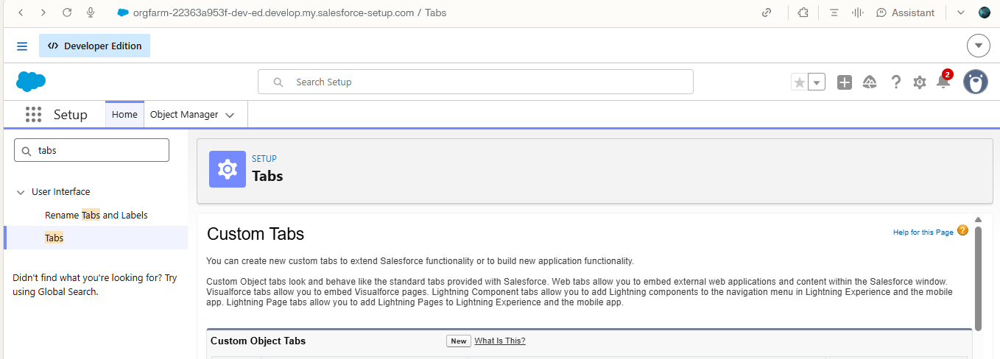 orgfarm-22363a953f-dev-ed.develop.my.salesforce-setup.com / Tabs
Assistant
</> Developer Edition
Search Setup
2
Setup
Home
Object Manager
tabs
User Interface
Rename Tabs and Labels
Tabs
Didn't find what you're looking for? Try
using Global Search.
SETUP
Tabs
Custom Tabs
Help for this Page ?
You can create new custom tabs to extend Salesforce functionality or to build new application functionality.
Custom Object tabs look and behave like the standard tabs provided with Salesforce. Web tabs allow you to embed external web applications and content within the Salesforce window.
Visualforce tabs allow you to embed Visualforce pages. Lightning Component tabs allow you to add Lightning components to the navigation menu in Lightning Experience and the mobile
app. Lightning Page tabs allow you to add Lightning Pages to Lightning Experience and the mobile app.
Custom Object Tabs
New
What Is This?